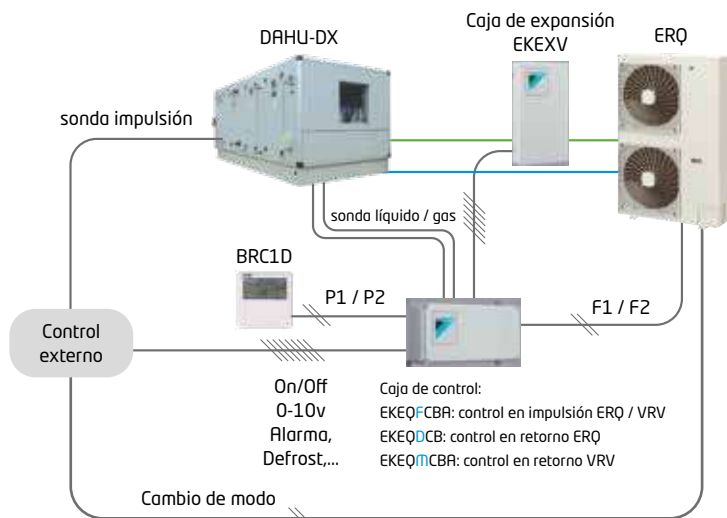 DAHU-DX
Caja de expansión
EKEXV
ERQ
sonda impulsión
sonda líquido / gas
BRC1D
P1 / P2
F1 / F2
Control
externo
On/Off
0-10v
Alarma,
Defrost,...
Caja de control:
EKEQFCBA: control en impulsión ERQ / VRV
EKEQDCB: control en retorno ERQ
EKEQMCBA: control en retorno VRV
Cambio de modo